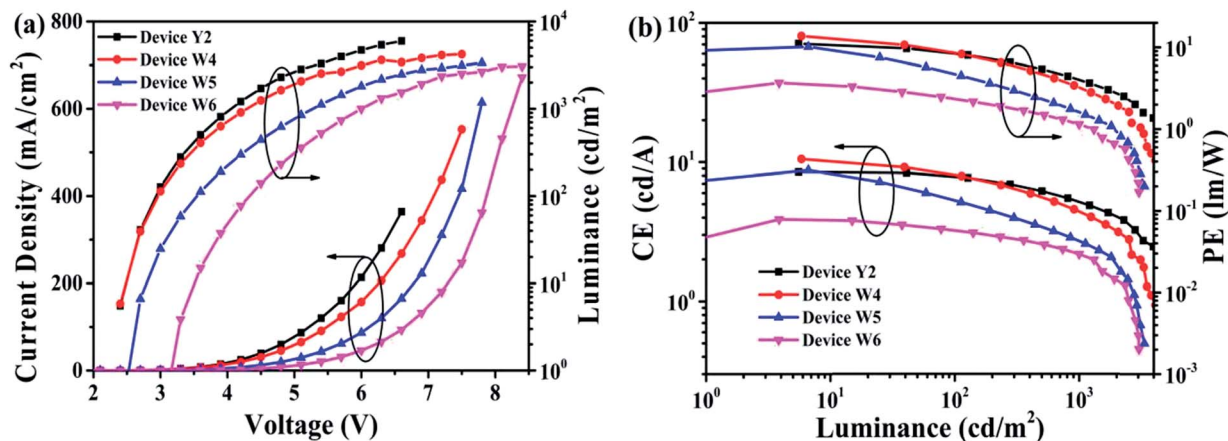 (a)
800
600
400
200
0
Current Density (mA/cm²)
Device Y2
Device W4
Device W5
Device W6
10⁴
10³
10²
10¹
10⁰
Luminance (cd/m²)
2 3 4 5 6 7 8
Voltage (V)
(b)
10²
10¹
10⁰
CE (cd/A)
Device Y2
Device W4
Device W5
Device W6
10¹
10⁰
10⁻¹
10⁻²
10⁻³
PE (lm/W)
10⁰ 10¹ 10² 10³
Luminance (cd/m²)